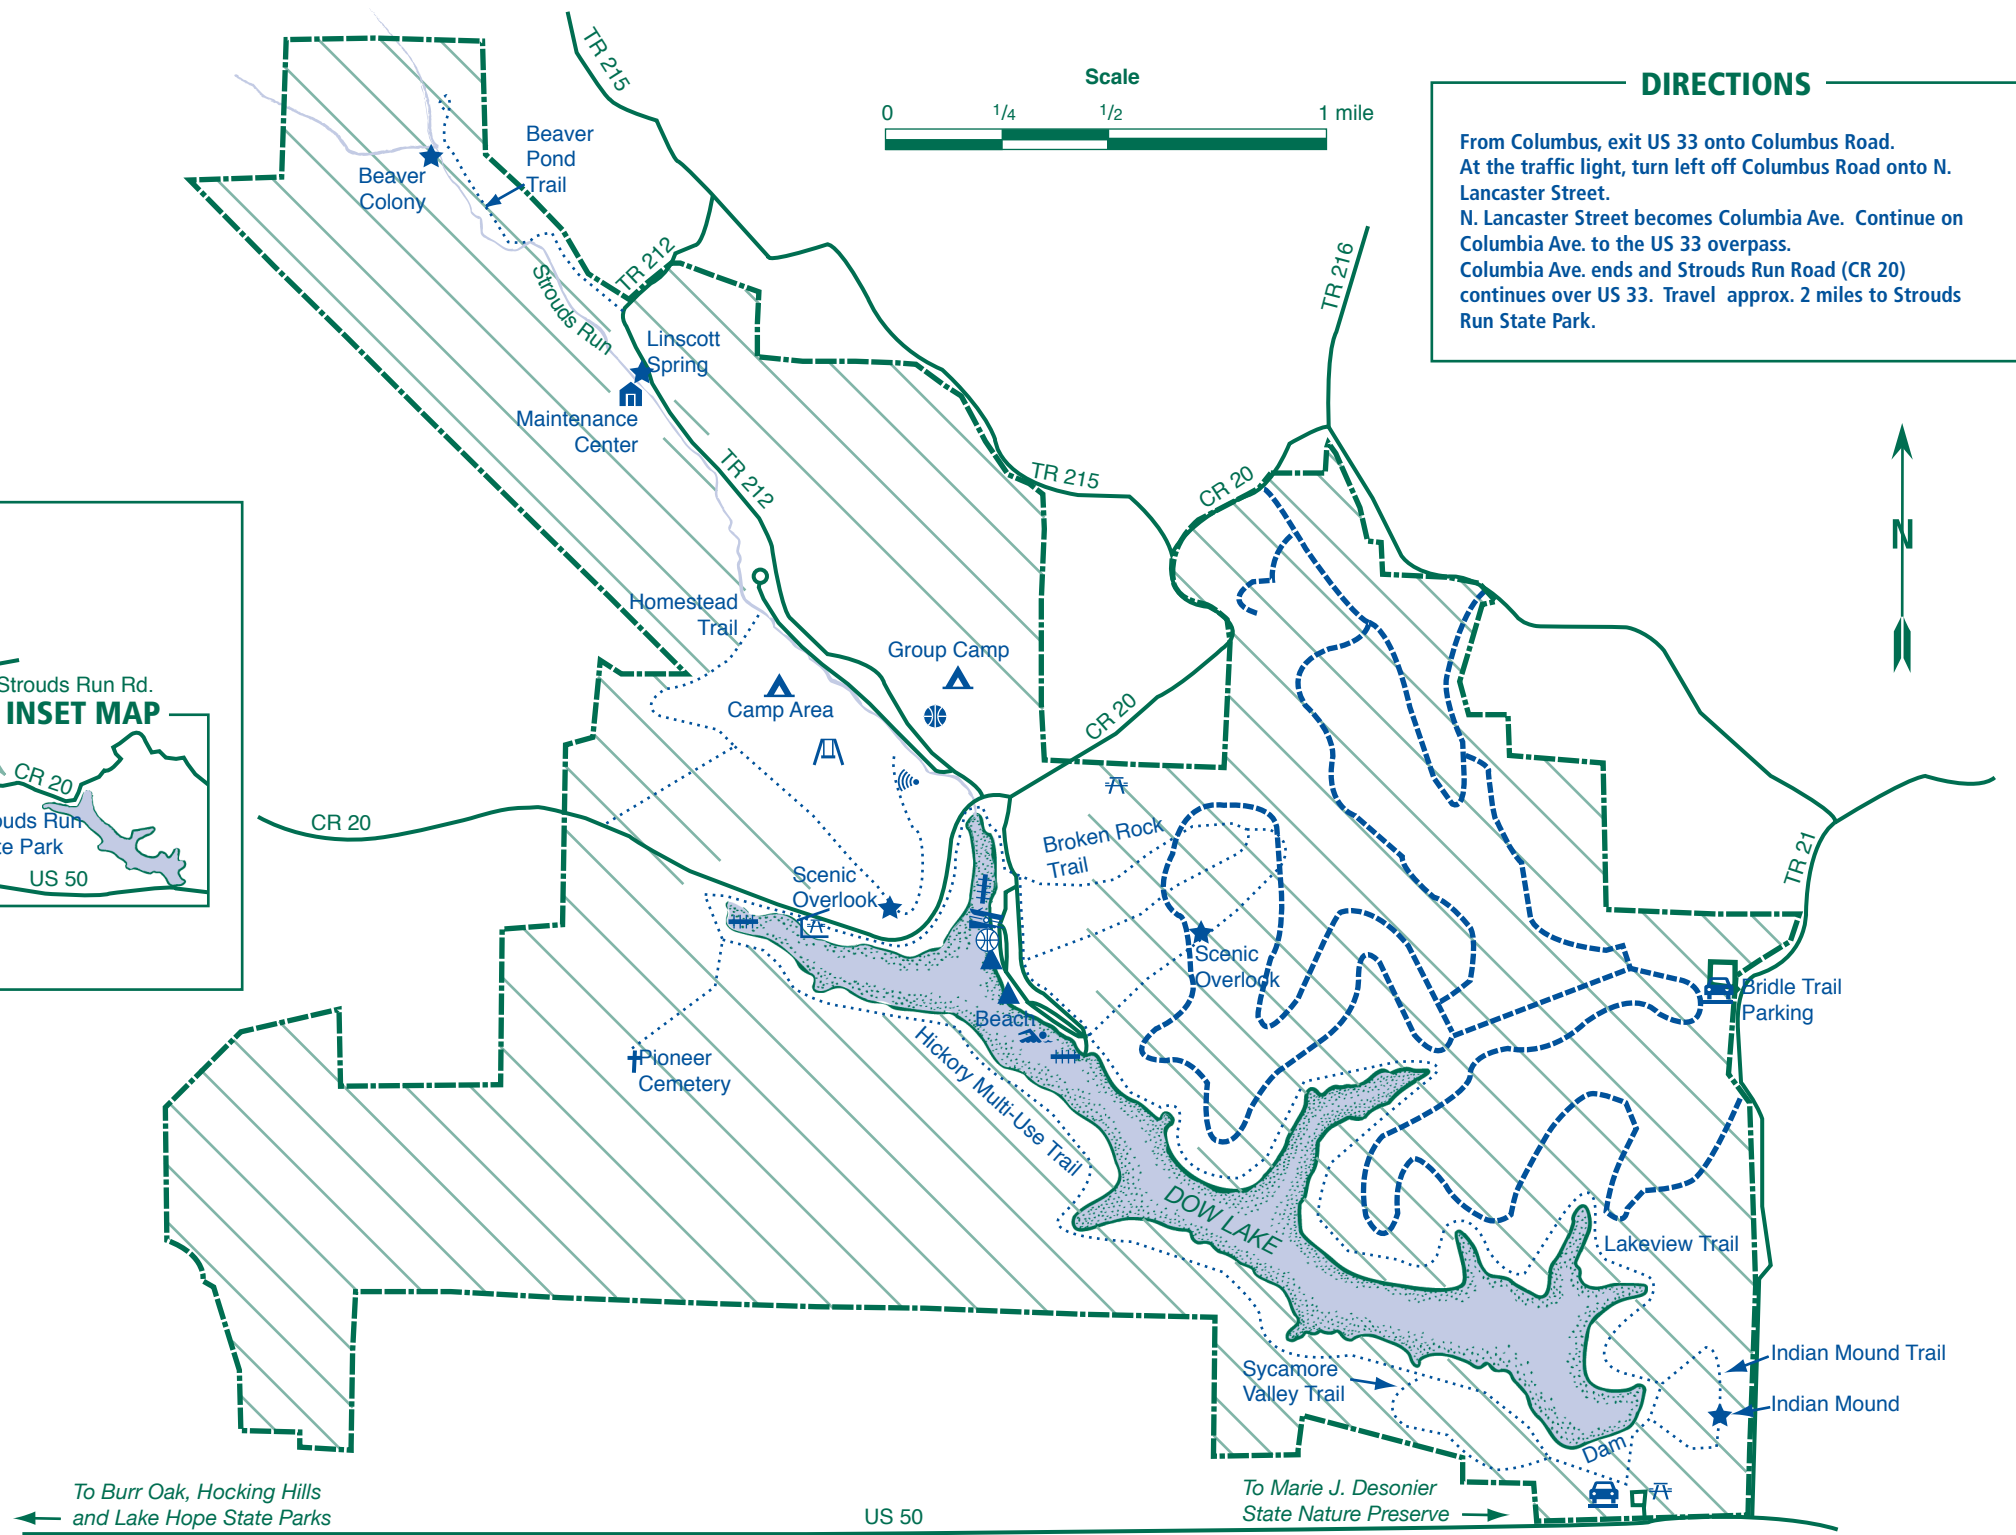 TR 215
Scale
0 1/4 1/2 1 mile
DIRECTIONS
From Columbus, exit US 33 onto Columbus Road.
At the traffic light, turn left off Columbus Road onto N.
Lancaster Street.
N. Lancaster Street becomes Columbia Ave. Continue on
Columbia Ave. to the US 33 overpass.
Columbia Ave. ends and Strouds Run Road (CR 20)
continues over US 33. Travel approx. 2 miles to Strouds
Run State Park.
Beaver
Pond
Trail
Beaver
Colony
TR 212
Strouds Run
TR 216
Linscott
Spring
Maintenance
Center
TR 212
TR 215
CR 20
N
Homestead
Trail
Group Camp
Camp Area
CR 20
Strouds Run Rd.
INSET MAP
CR 20
ouds Run
te Park
US 50
CR 20
Broken Rock
Trail
TR 21
Scenic
Overlook
Scenic
Overlook
Bridle Trail
Parking
Beach
Pioneer
Cemetery
Hickory Multi-Use Trail
DOW LAKE
Lakeview Trail
Sycamore
Valley Trail
Indian Mound Trail
Indian Mound
Dam
To Burr Oak, Hocking Hills
and Lake Hope State Parks
US 50
To Marie J. Desonier
State Nature Preserve